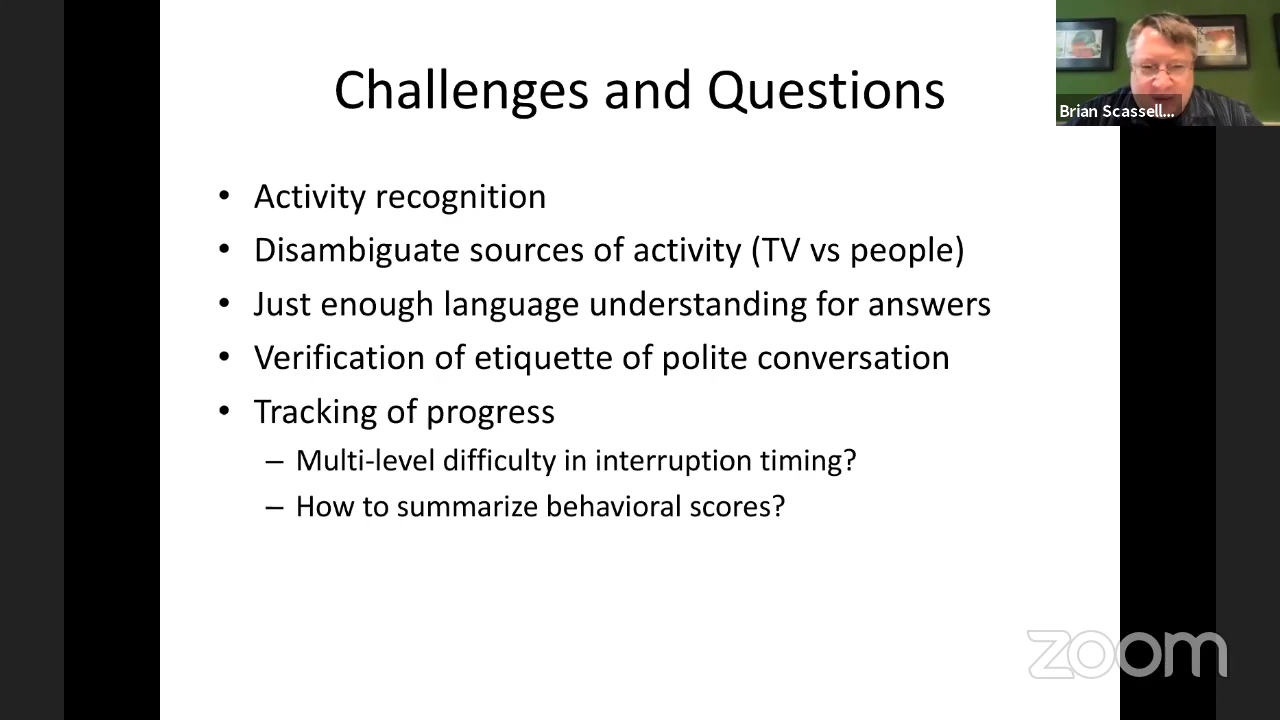 Challenges and Questions
Brian Scassell...
• Activity recognition
• Disambiguate sources of activity (TV vs people)
• Just enough language understanding for answers
• Verification of etiquette of polite conversation
• Tracking of progress
– Multi-level difficulty in interruption timing?
– How to summarize behavioral scores?
zoom